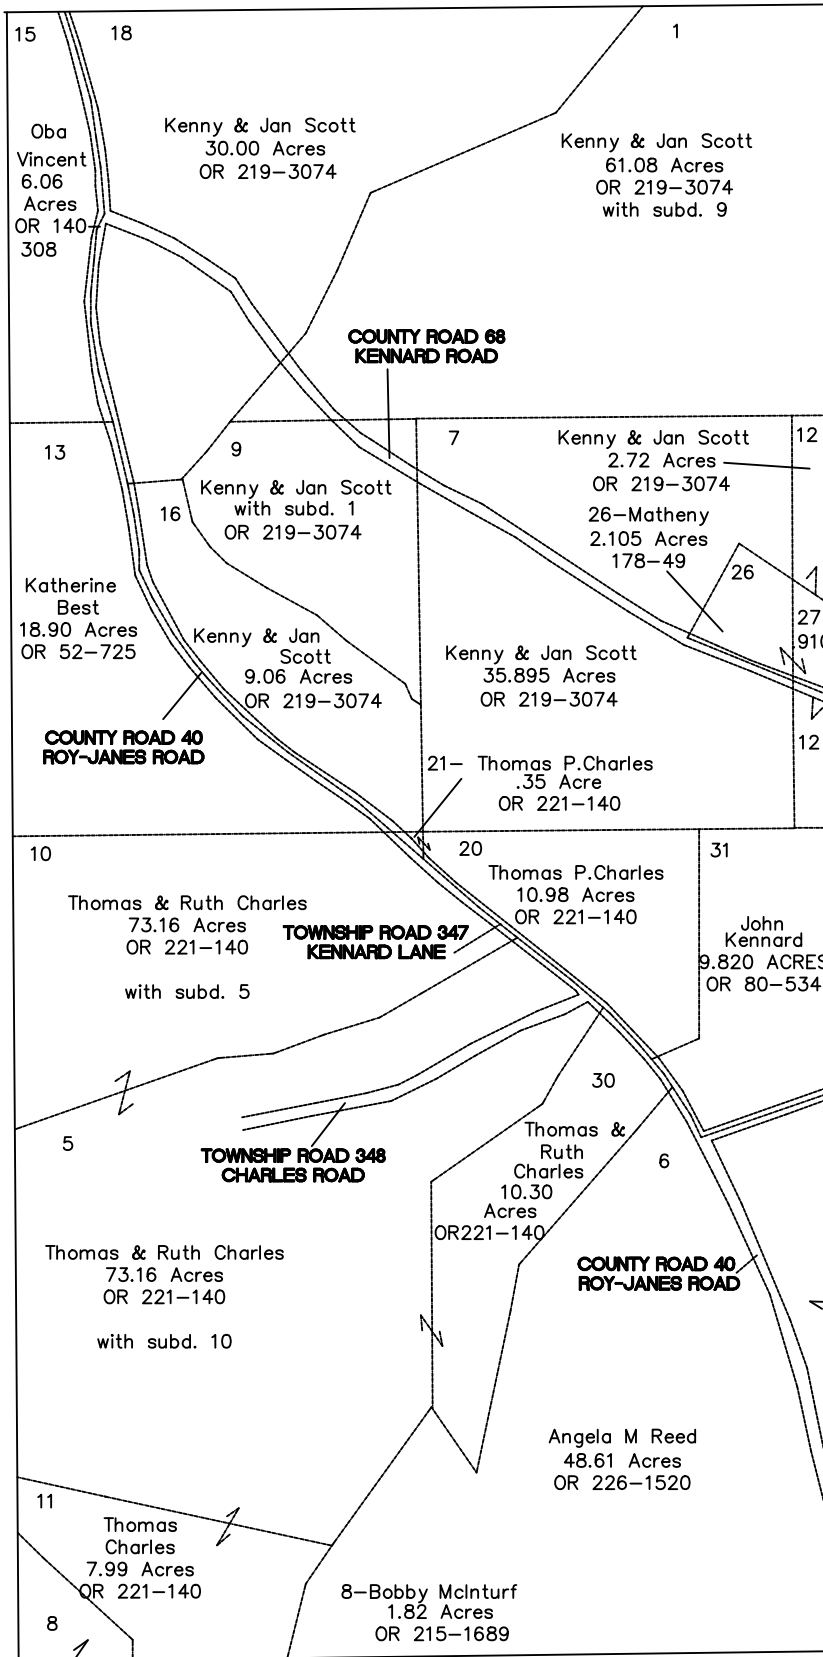 15
18
1
Oba
Vincent
6.06
Acres
OR 140-
308
Kenny & Jan Scott
30.00 Acres
OR 219-3074
Kenny & Jan Scott
61.08 Acres
OR 219-3074
with subd. 9
COUNTY ROAD 68
KENNARD ROAD
13
9
Kenny & Jan Scott
with subd. 1
OR 219-3074
16
7
Kenny & Jan Scott
2.72 Acres
OR 219-3074
12
26-Matheny
2.105 Acres
178-49
26
27
910
12
Katherine
Best
18.90 Acres
OR 52-725
Kenny & Jan
Scott
9.06 Acres
OR 219-3074
Kenny & Jan Scott
35.895 Acres
OR 219-3074
COUNTY ROAD 40
ROY-JANES ROAD
21- Thomas P.Charles
.35 Acre
OR 221-140
10
Thomas & Ruth Charles
73.16 Acres
OR 221-140
with subd. 5
20
Thomas P.Charles
10.98 Acres
OR 221-140
31
John
Kennard
9.820 ACRES
OR 80-534
TOWNSHIP ROAD 347
KENNARD LANE
30
Thomas &
Ruth
Charles
10.30
Acres
OR221-140
6
5
TOWNSHIP ROAD 348
CHARLES ROAD
Thomas & Ruth Charles
73.16 Acres
OR 221-140
with subd. 10
COUNTY ROAD 40
ROY-JANES ROAD
Angela M Reed
48.61 Acres
OR 226-1520
11
Thomas
Charles
7.99 Acres
OR 221-140
8
8-Bobby McInturf
1.82 Acres
OR 215-1689